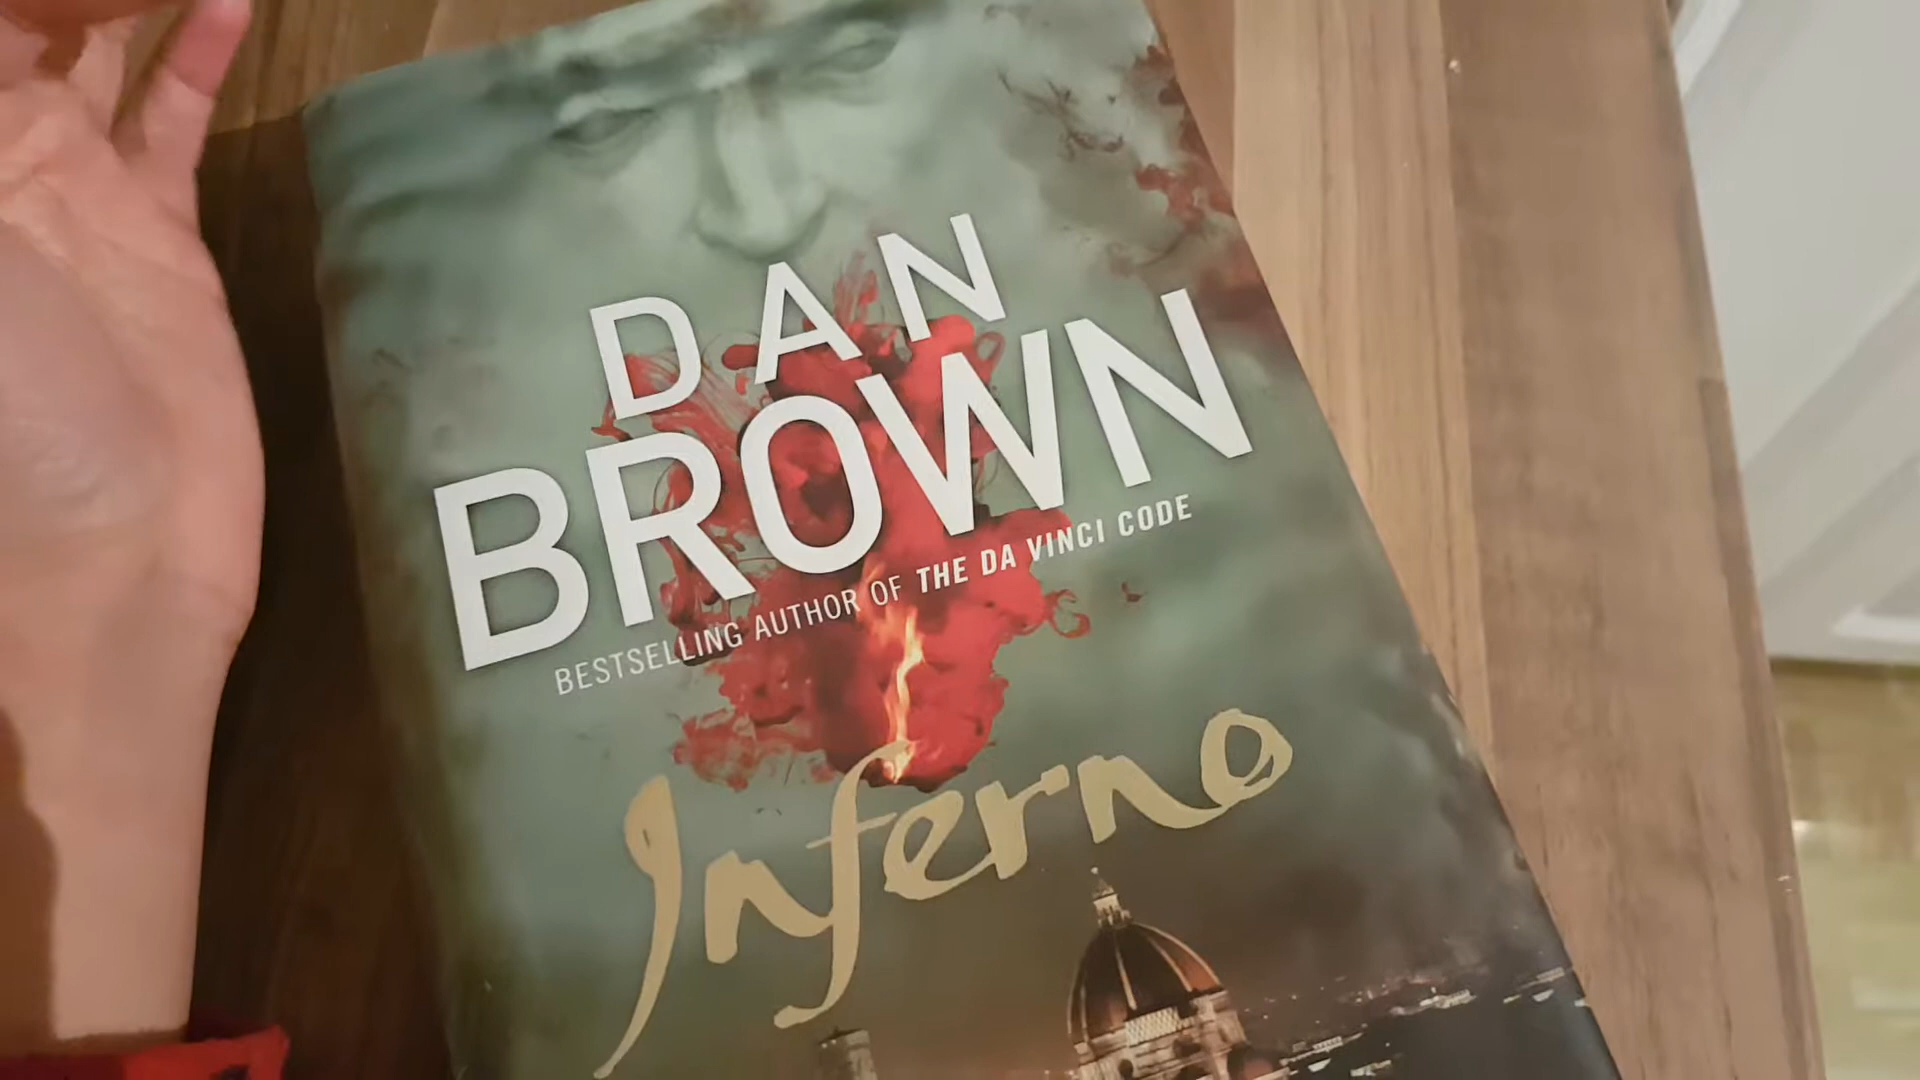 DAN
BROWN
BESTSELLING AUTHOR OF THE DA VINCI CODE
Inferno